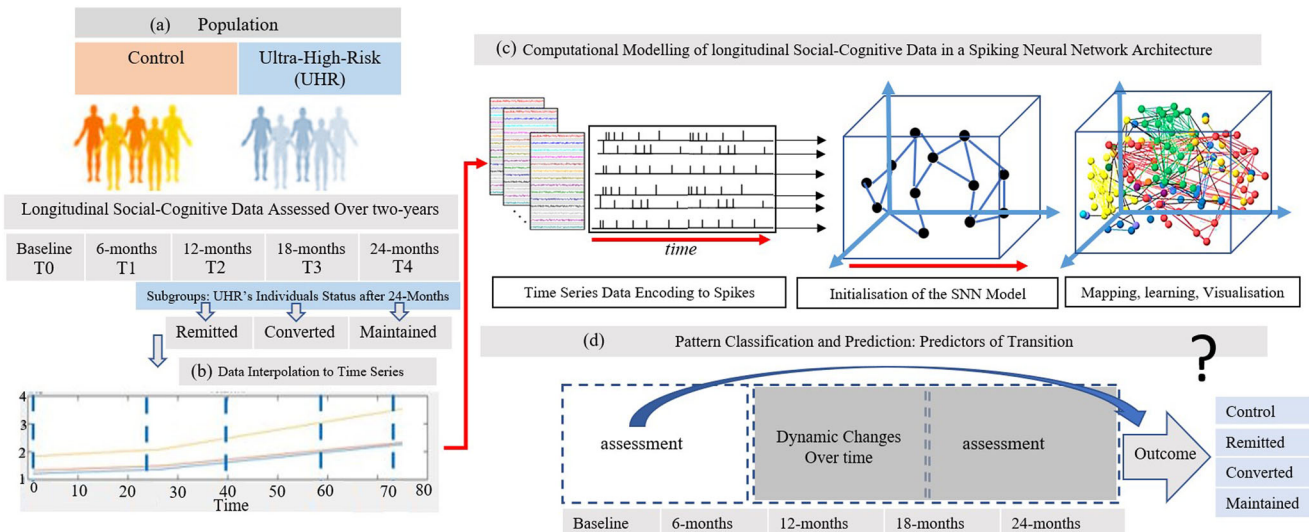 (a) Population
Control
Ultra-High-Risk
(UHR)
Longitudinal Social-Cognitive Data Assessed Over two-years
Baseline 6-months 12-months 18-months 24-months
T0 T1 T2 T3 T4
Subgroups: UHR's Individuals Status after 24-Months
Remitted Converted Maintained
(b) Data Interpolation to Time Series
4
3
2
1
0 10 20 30 40 50 60 70 80
Time
(c) Computational Modelling of longitudinal Social-Cognitive Data in a Spiking Neural Network Architecture
time
Time Series Data Encoding to Spikes
Initialisation of the SNN Model
Mapping, learning, Visualisation
(d) Pattern Classification and Prediction: Predictors of Transition
?
assessment
Dynamic Changes
Over time
assessment
Outcome
Control
Remitted
Converted
Maintained
Baseline 6-months 12-months 18-months 24-months